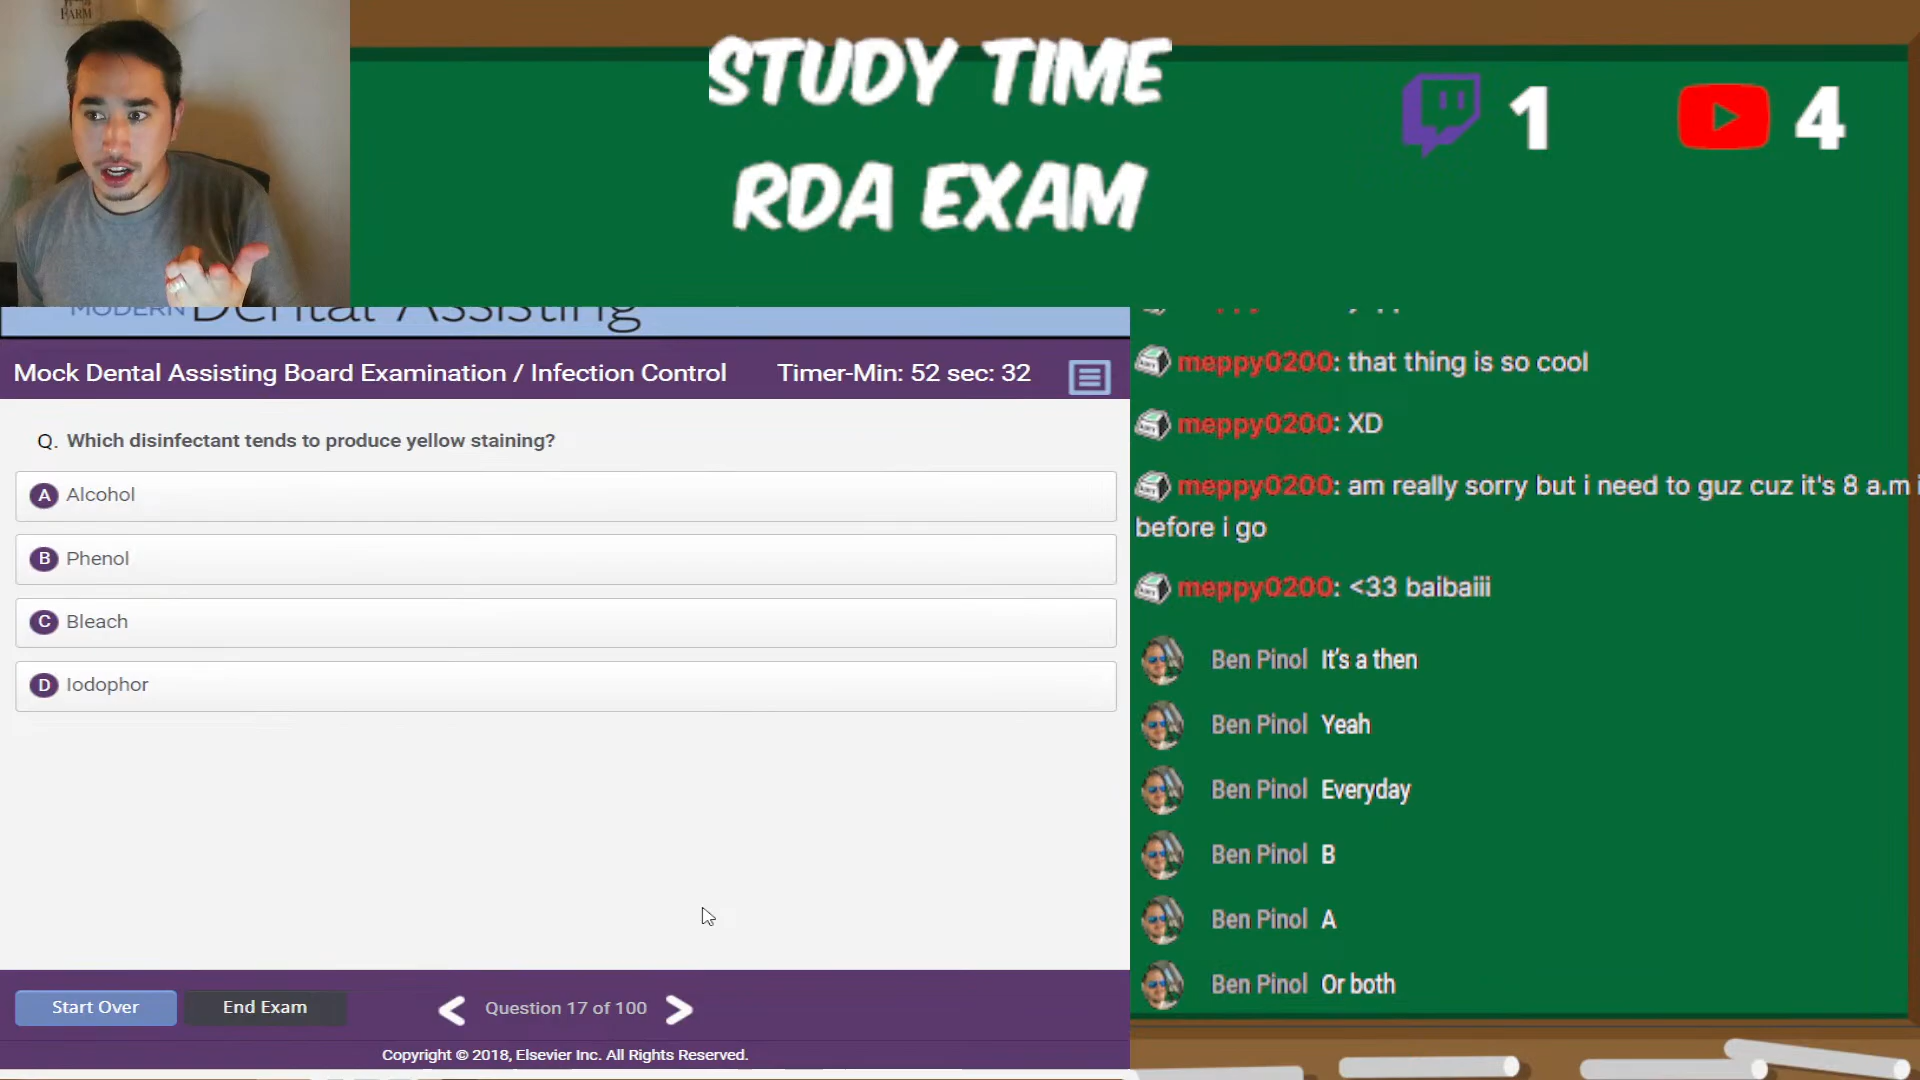 FARM
STUDY TIME
RDA EXAM
1
4
MODERN Dental Assisting
Mock Dental Assisting Board Examination / Infection Control
Timer-Min: 52 sec: 32
Q. Which disinfectant tends to produce yellow staining?
A Alcohol
B Phenol
C Bleach
D Iodophor
Start Over
End Exam
Question 17 of 100
Copyright © 2018, Elsevier Inc. All Rights Reserved.
meppy0200: that thing is so cool
meppy0200: XD
meppy0200: am really sorry but i need to guz cuz it's 8 a.m i
before i go
meppy0200: <33 baibaiii
Ben Pinol It's a then
Ben Pinol Yeah
Ben Pinol Everyday
Ben Pinol B
Ben Pinol A
Ben Pinol Or both